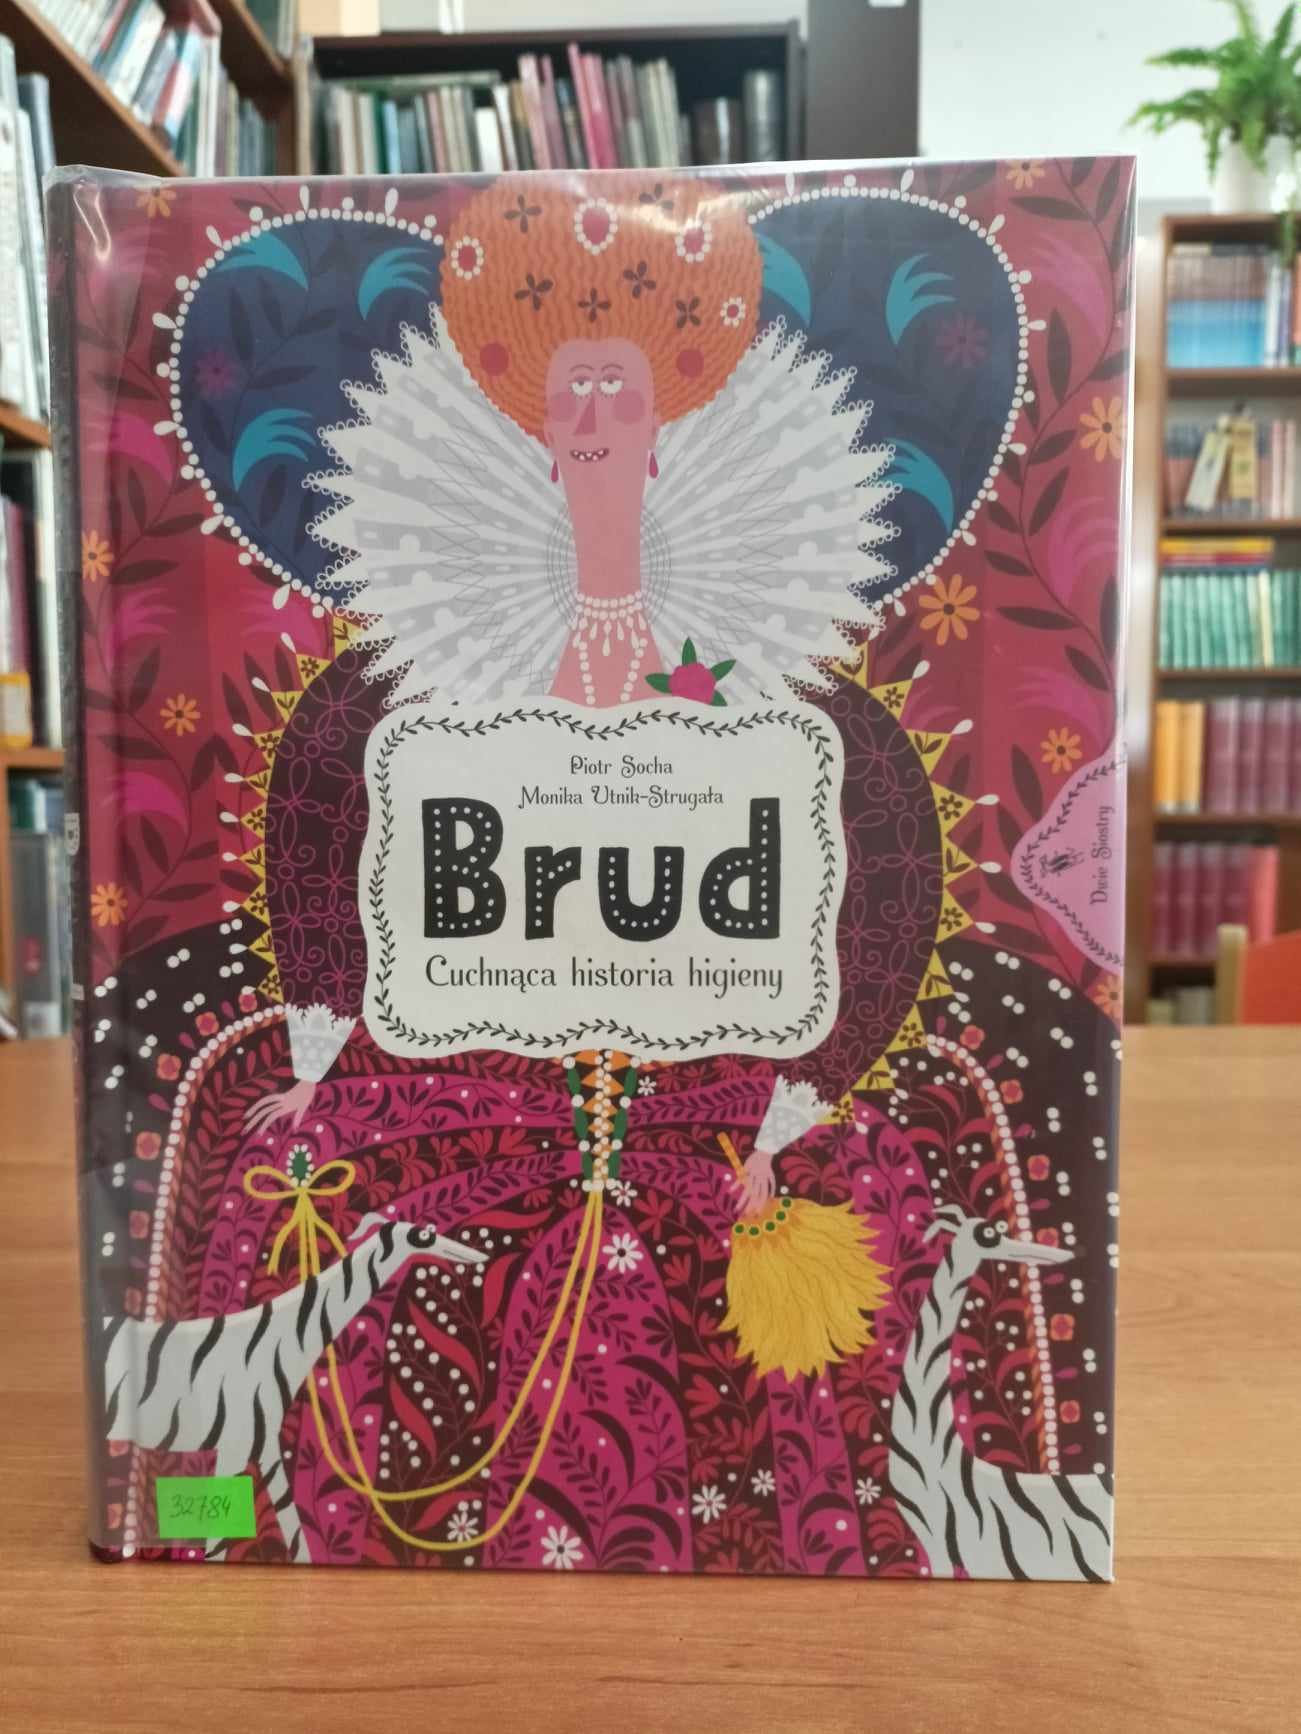 Piotr Socha
Monika Utnik-Strugała
Brud
Cuchnąca historia higieny
Dwie Siostry
32784